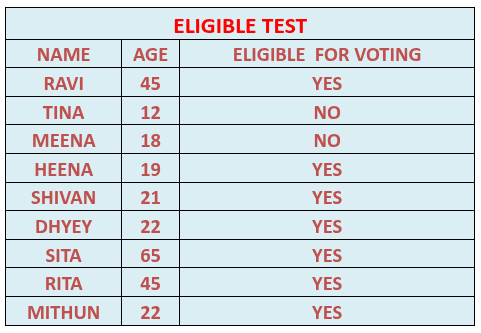 ELIGIBLE TEST
NAME AGE ELIGIBLE FOR VOTING
RAVI 45 YES
TINA 12 NO
MEENA 18 NO
HEENA 19 YES
SHIVAN 21 YES
DHYEY 22 YES
SITA 65 YES
RITA 45 YES
MITHUN 22 YES